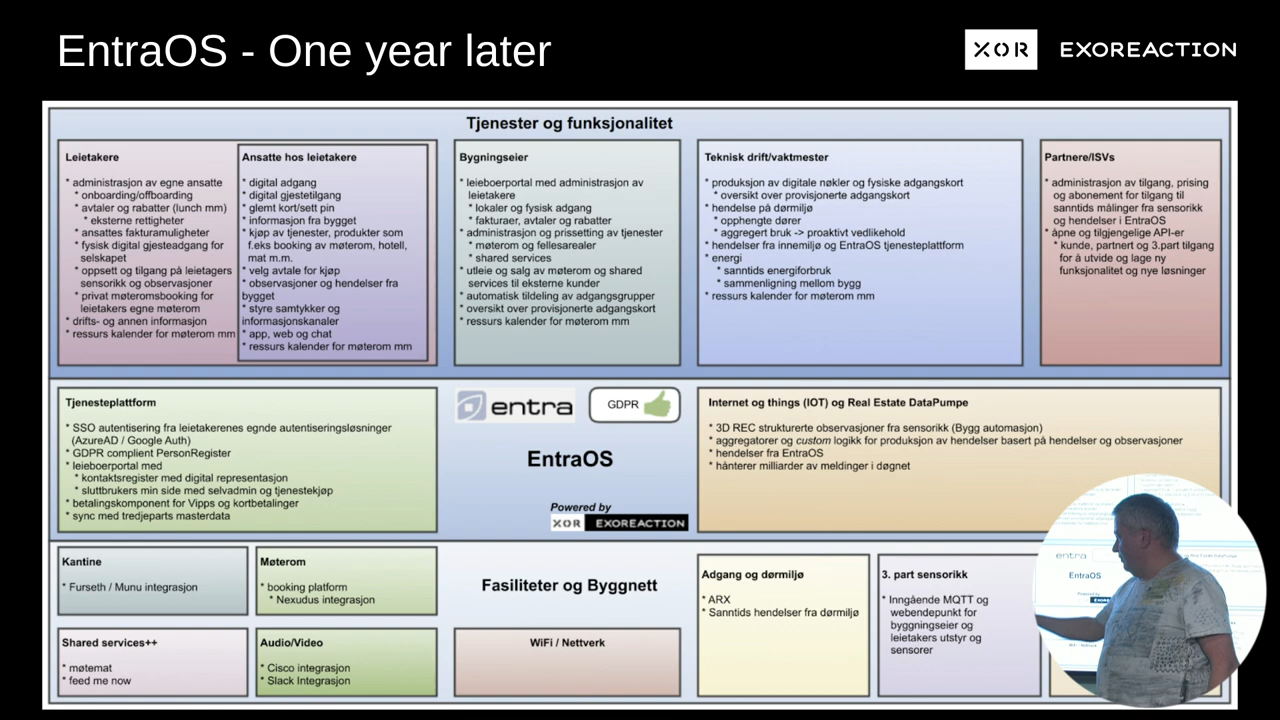 EntraOS - One year later
XOR EXOREACTION
Tjenester og funksjonalitet
Leietakere
* administrasjon av egne ansatte
* onboarding/offboarding
* avtaler og rabatter (lunch mm)
* eksterne rettigheter
* ansattes fakturamuligheter
* fysisk digital gjesteadgang for
selskapet
* oppsett og tilgang på leietagers
sensorikk og observasjoner
* privat møteromsbooking for
leietakers egne møterom
* drifts- og annen informasjon
* ressurs kalender for møterom mm
Ansatte hos leietakere
* digital adgang
* digital gjestetilgang
* glemt kort/sett pin
* informasjon fra bygget
* kjøp av tjenester, produkter som
f.eks booking av møterom, hotell,
mat m.m.
* velg avtale for kjøp
* observasjoner og hendelser fra
bygget
* styre samtykker og
informasjonskanaler
* app, web og chat
* ressurs kalender for møterom mm
Bygningseier
* leieboerportal med administrasjon av
leietakere
* lokaler og fysisk adgang
* fakturaer, avtaler og rabatter
* administrasjon og prissetting av tjenester
* møterom og fellesarealer
* shared services
* utleie og salg av møterom og shared
services til eksterne kunder
* automatisk tildeling av adgangsgrupper
* oversikt over provisjonerte adgangskort
* ressurs kalender for møterom mm
Teknisk drift/vaktmester
* produksjon av digitale nøkler og fysiske adgangskort
* oversikt over provisjonerte adgangskort
* hendelse på dørmiljø
* opphengte dører
* aggregert bruk -> proaktivt vedlikehold
* hendelser fra innemiljø og EntraOS tjenesteplattform
* energi
* sanntids energiforbruk
* sammenligning mellom bygg
* ressurs kalender for møterom mm
Partnere/ISVs
* administrasjon av tilgang, prising
og abonement for tilgang til
sanntids målinger fra sensorikk
og hendelser i EntraOS
* åpne og tilgjengelige API-er
* kunde, partnert og 3.part tilgang
for å utvide og lage ny
funksjonalitet og nye løsninger
Tjenesteplattform
* SSO autentisering fra leietakerenes egnde autentiseringsløsninger
(AzureAD / Google Auth)
* GDPR complient PersonRegister
* leieboerportal med
* kontaktsregister med digital representasjon
* sluttbrukers min side med selvadmin og tjenestekjøp
* betalingskomponent for Vipps og kortbetalinger
* sync med tredjeparts masterdata
entra
GDPR
EntraOS
Powered by
XOR EXOREACTION
Internet og things (IOT) og Real Estate DataPumpe
* 3D REC strukturerte observasjoner fra sensorikk (Bygg automasjon)
* aggregatorer og custom logikk for produksjon av hendelser basert på hendelser og observasjoner
* hendelser fra EntraOS
* hånterer milliarder av meldinger i døgnet
Kantine
* Furseth / Munu integrasjon
Møterom
* booking platform
* Nexudus integrasjon
Shared services++
* møtemat
* feed me now
Audio/Video
* Cisco integrasjon
* Slack Integrasjon
Fasiliteter og Byggnett
WiFi / Nettverk
Adgang og dørmiljø
* ARX
* Sanntids hendelser fra dørmiljø
3. part sensorikk
* Inngående MQTT og
webendepunkt for
byggningseier og
leietakers utstyr og
sensorer
entra
EntraOS